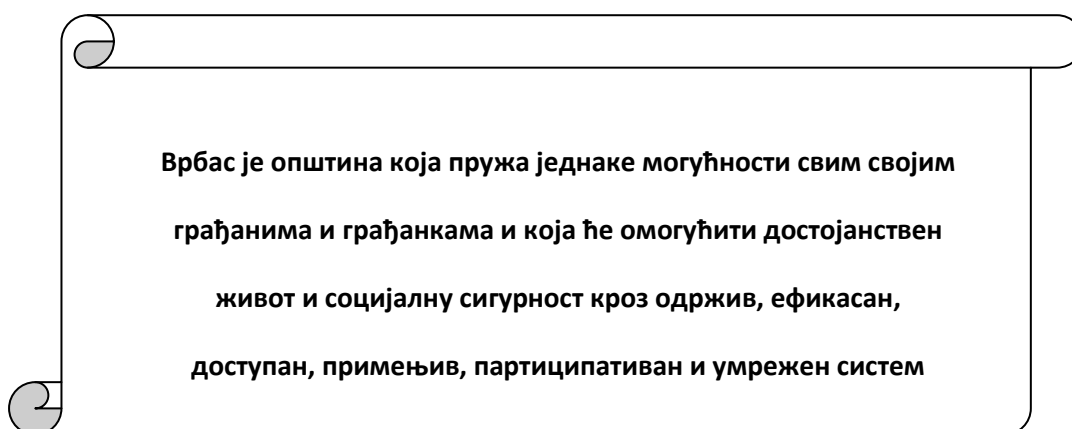 Врбас је општина која пружа једнаке могућности свим својим
грађанима и грађанкама и која ће омогућити достојанствен
живот и социјалну сигурност кроз одржив, ефикасан,
доступан, примењив, партиципативан и умрежен систем